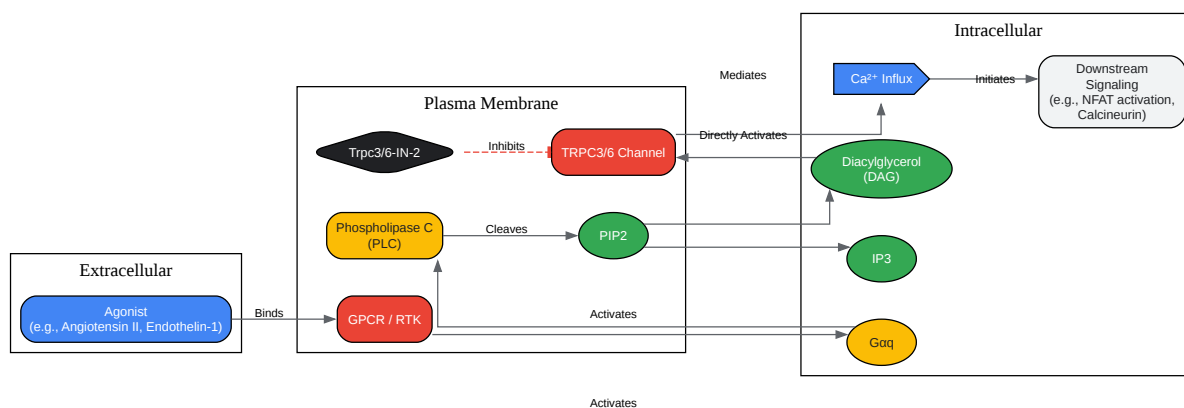 Intracellular
Ca²⁺ Influx
Initiates
Downstream
Signaling
(e.g., NFAT activation,
Calcineurin)
Mediates
Plasma Membrane
Trpc3/6-IN-2
Inhibits
TRPC3/6 Channel
Directly Activates
Diacylglycerol
(DAG)
Phospholipase C
(PLC)
Cleaves
PIP2
IP3
Extracellular
Agonist
(e.g., Angiotensin II, Endothelin-1)
Binds
GPCR / RTK
Activates
Gαq
Activates